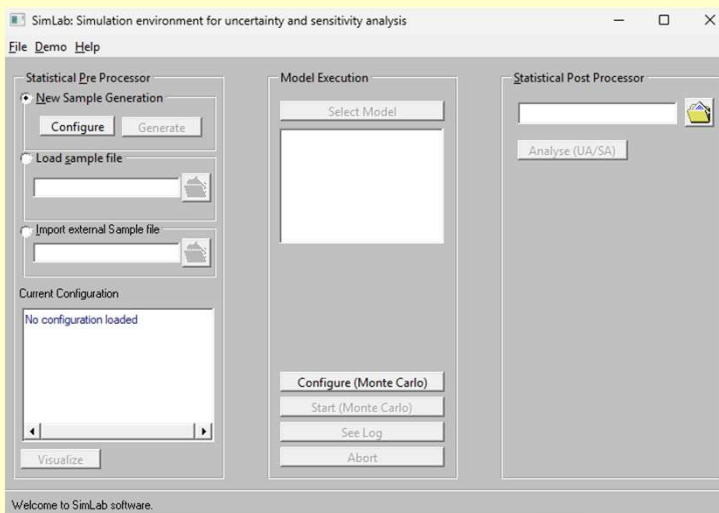 SimLab: Simulation environment for uncertainty and sensitivity analysis
File Demo Help
Statistical Pre Processor
New Sample Generation
Configure Generate
Load sample file
Import external Sample file
Current Configuration
No configuration loaded
Visualize
Model Execution
Select Model
Configure (Monte Carlo)
Start (Monte Carlo)
See Log
Abort
Statistical Post Processor
Analyse (UA/SA)
Welcome to SimLab software.